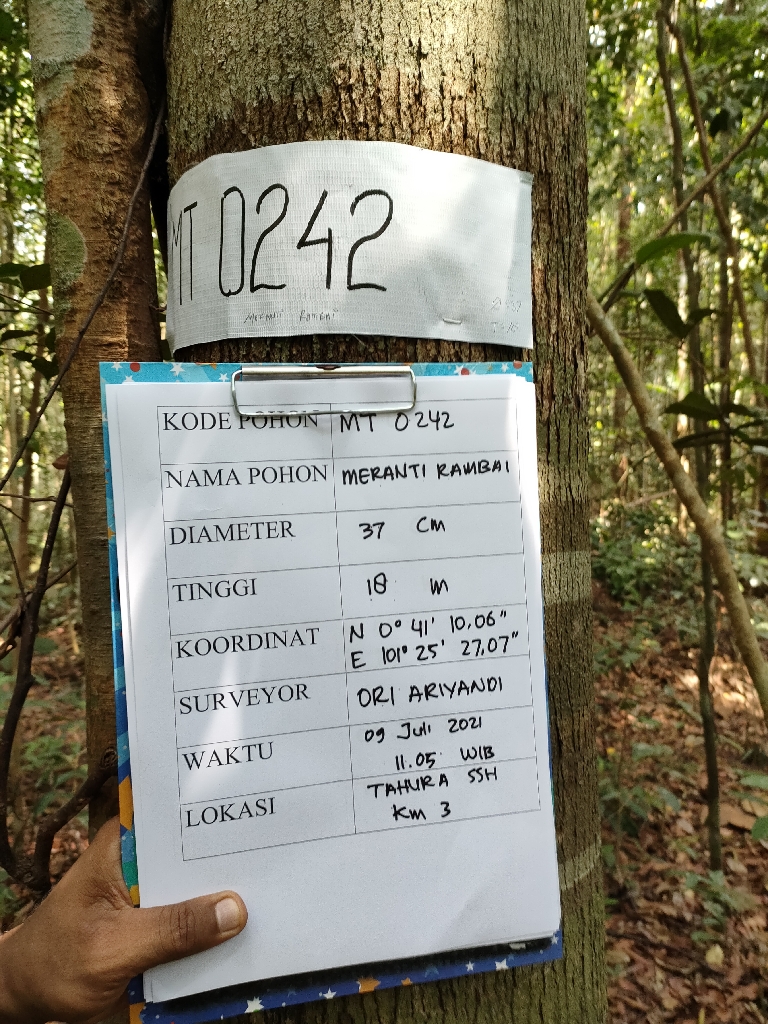 MT 0242
MERANTI RAMBAI
KODE POHON MT 0242
NAMA POHON MERANTI RAMBAI
DIAMETER 37 Cm
TINGGI 18 m
KOORDINAT N 0° 41' 10,06"
E 101° 25' 27,07"
SURVEYOR ORI ARIYANDI
WAKTU 09 Juli 2021
11.05 WIB
LOKASI TAHURA SSH
Km 3